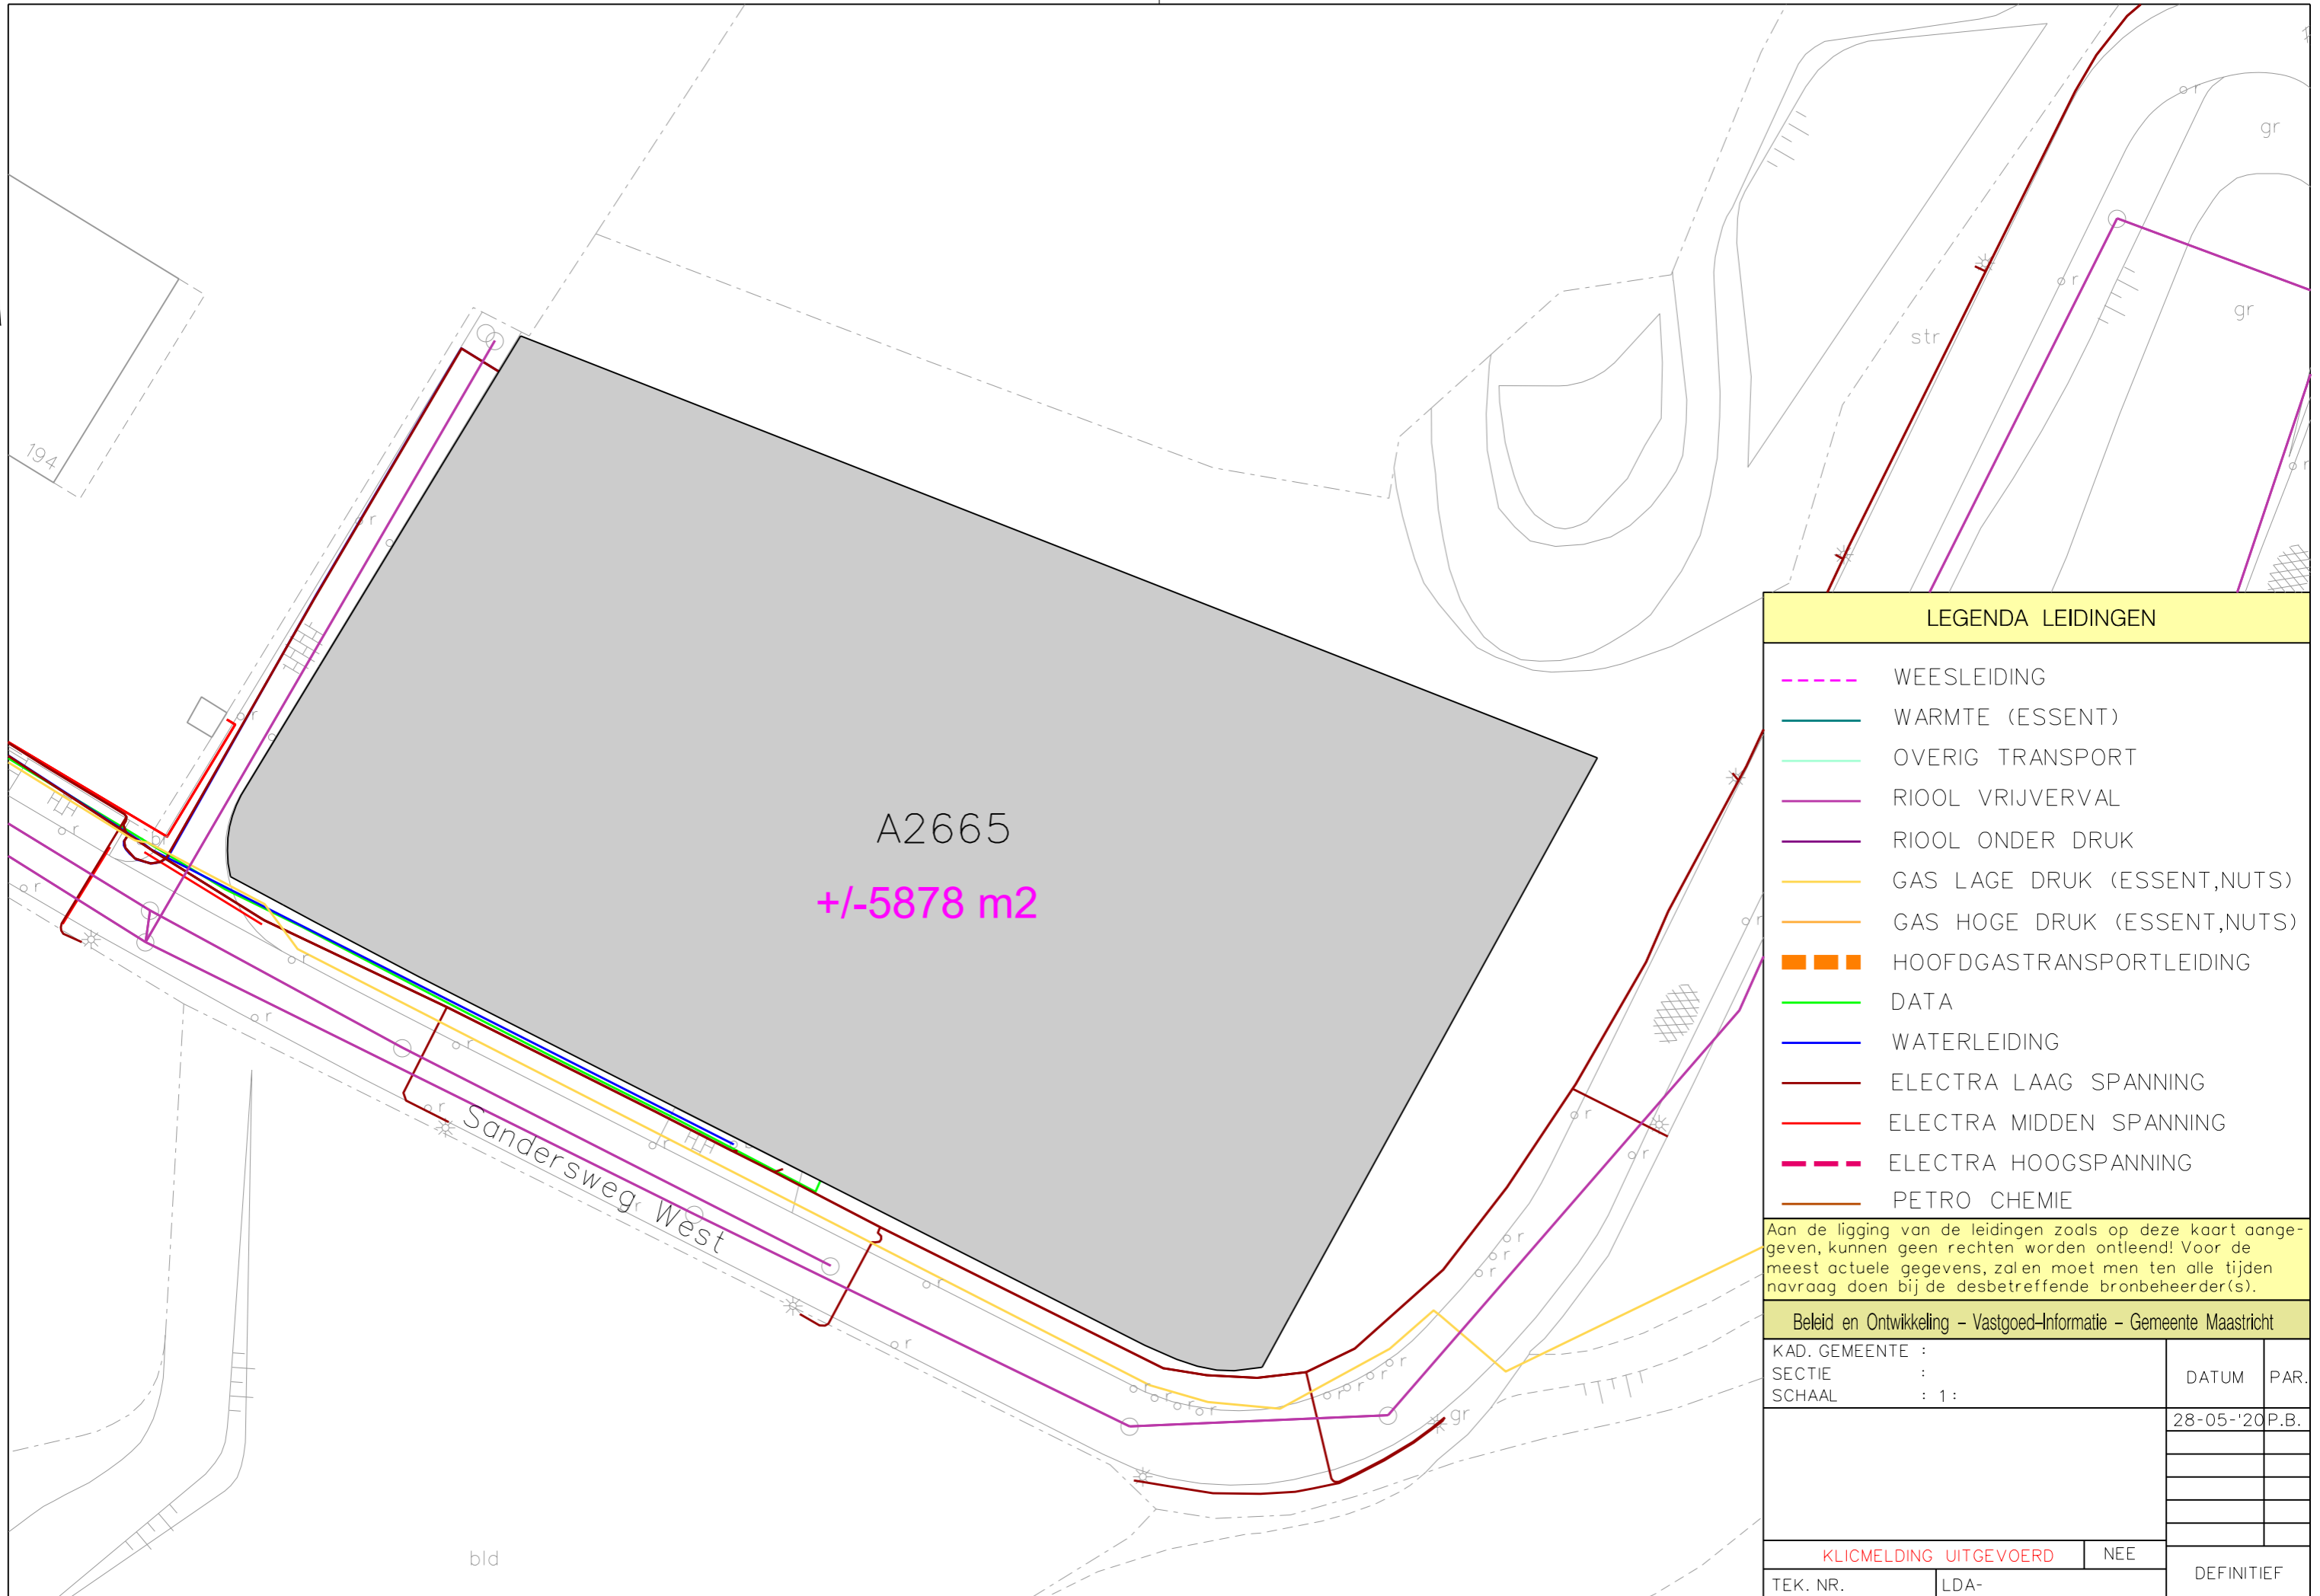 194
str
gr
gr
A2665
+/-5878 m2
Sandersweg West
br
gr
bld
o r
LEGENDA LEIDINGEN
WEESLEIDING
WARMTE (ESSENT)
OVERIG TRANSPORT
RIOOL VRIJVERVAL
RIOOL ONDER DRUK
GAS LAGE DRUK (ESSENT,NUTS)
GAS HOGE DRUK (ESSENT,NUTS)
HOOFDGASTRANSPORTLEIDING
DATA
WATERLEIDING
ELECTRA LAAG SPANNING
ELECTRA MIDDEN SPANNING
ELECTRA HOOGSPANNING
PETRO CHEMIE
Aan de ligging van de leidingen zoals op deze kaart aange-
geven, kunnen geen rechten worden ontleend! Voor de
meest actuele gegevens, zal en moet men ten alle tijden
navraag doen bij de desbetreffende bronbeheerder(s).
Beleid en Ontwikkeling - Vastgoed-Informatie - Gemeente Maastricht
KAD. GEMEENTE :
SECTIE :
SCHAAL : 1 :
DATUM PAR.
28-05-'20 P.B.
KLICMELDING UITGEVOERD NEE
DEFINITIEF
TEK. NR. LDA-